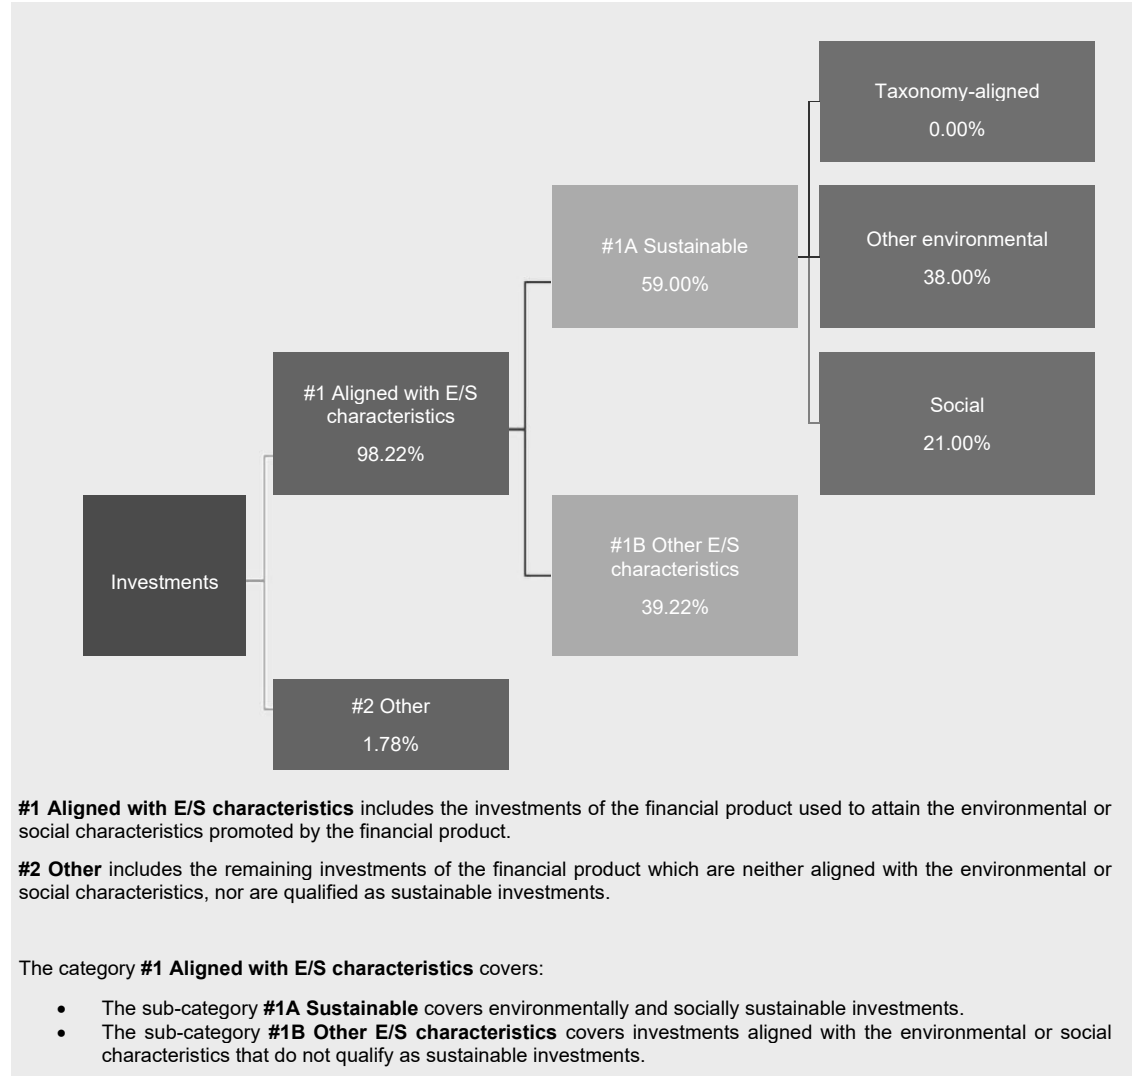 Taxonomy-aligned
0.00%
#1A Sustainable
59.00%
Other environmental
38.00%
#1 Aligned with E/S
characteristics
98.22%
Social
21.00%
Investments
#1B Other E/S
characteristics
39.22%
#2 Other
1.78%
#1 Aligned with E/S characteristics includes the investments of the financial product used to attain the environmental or
social characteristics promoted by the financial product.
#2 Other includes the remaining investments of the financial product which are neither aligned with the environmental or
social characteristics, nor are qualified as sustainable investments.
The category #1 Aligned with E/S characteristics covers:
• The sub-category #1A Sustainable covers environmentally and socially sustainable investments.
• The sub-category #1B Other E/S characteristics covers investments aligned with the environmental or social
characteristics that do not qualify as sustainable investments.